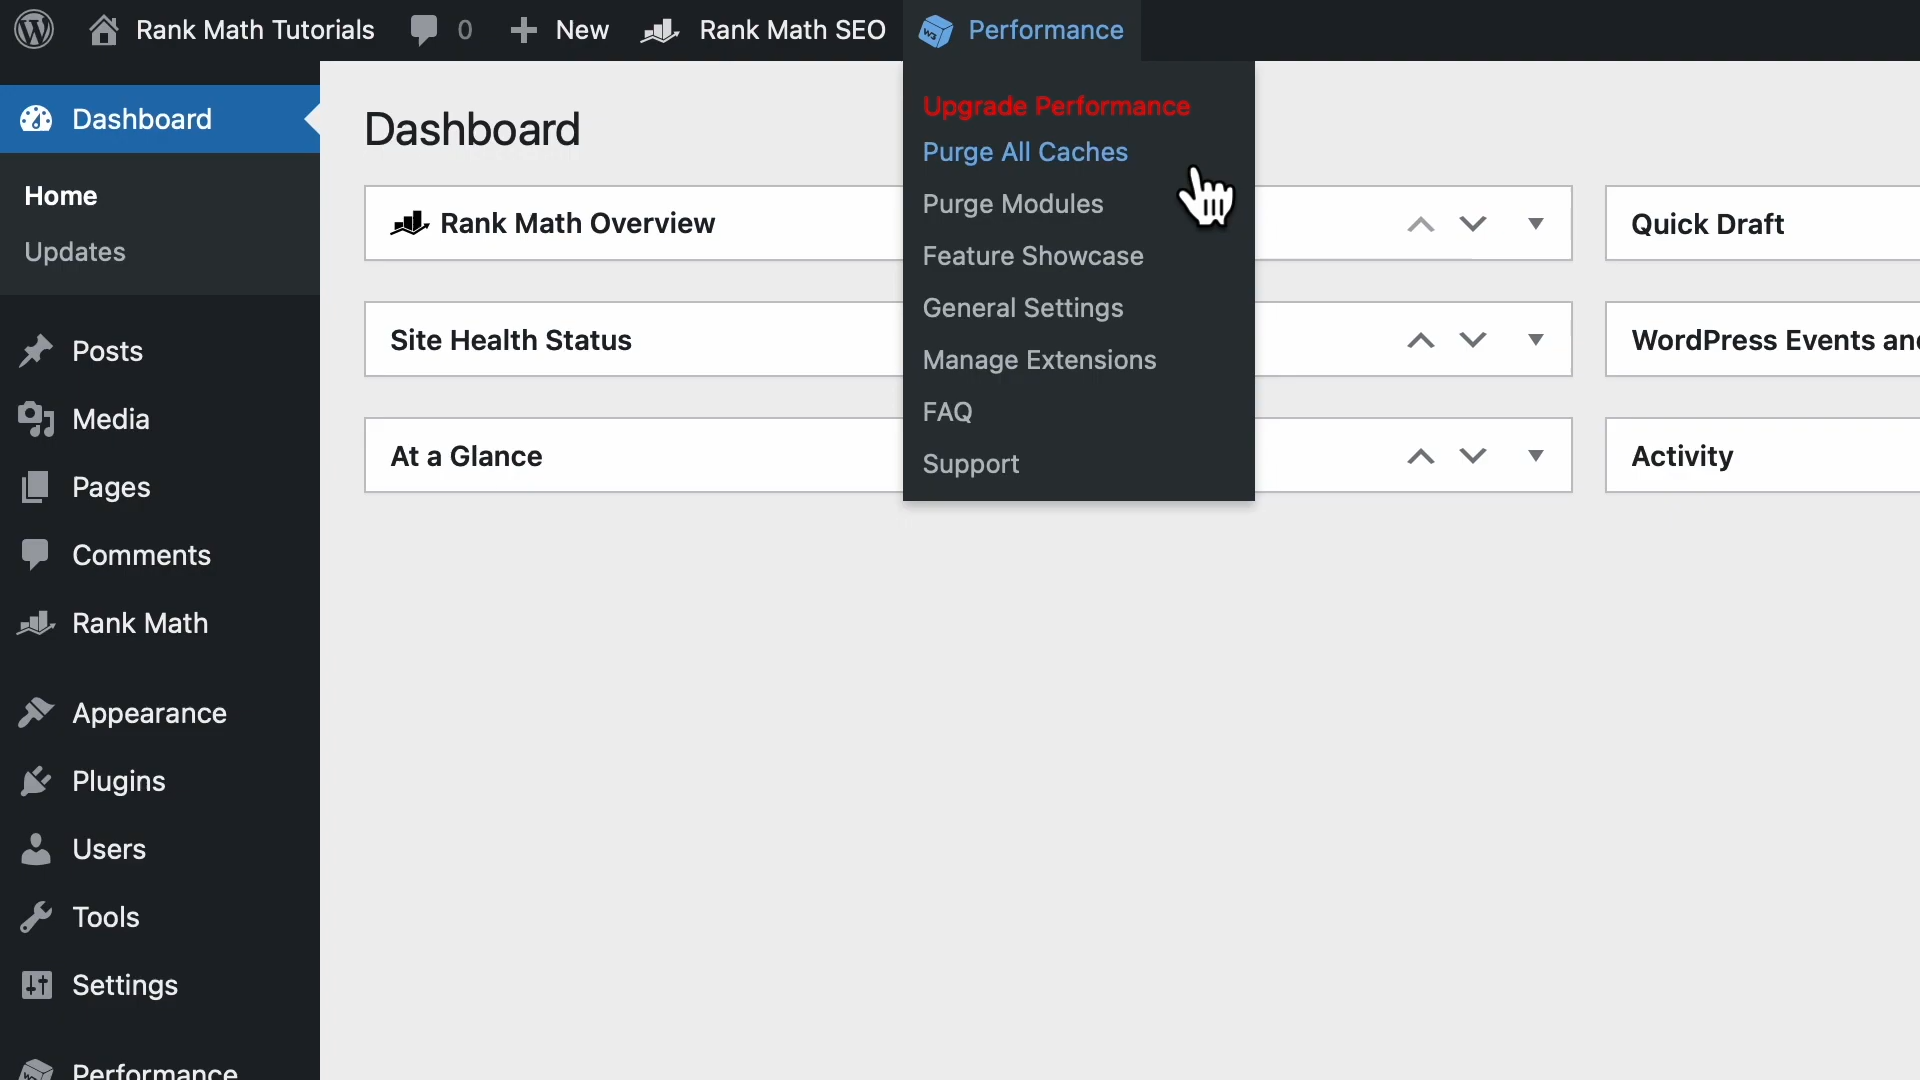 Rank Math Tutorials 0 New Rank Math SEO Performance
Dashboard
Home
Updates
Posts
Media
Pages
Comments
Rank Math
Appearance
Plugins
Users
Tools
Settings
Performance
Dashboard
Upgrade Performance
Purge All Caches
Purge Modules
Feature Showcase
General Settings
Manage Extensions
FAQ
Support
Rank Math Overview
Site Health Status
At a Glance
Quick Draft
WordPress Events and
Activity